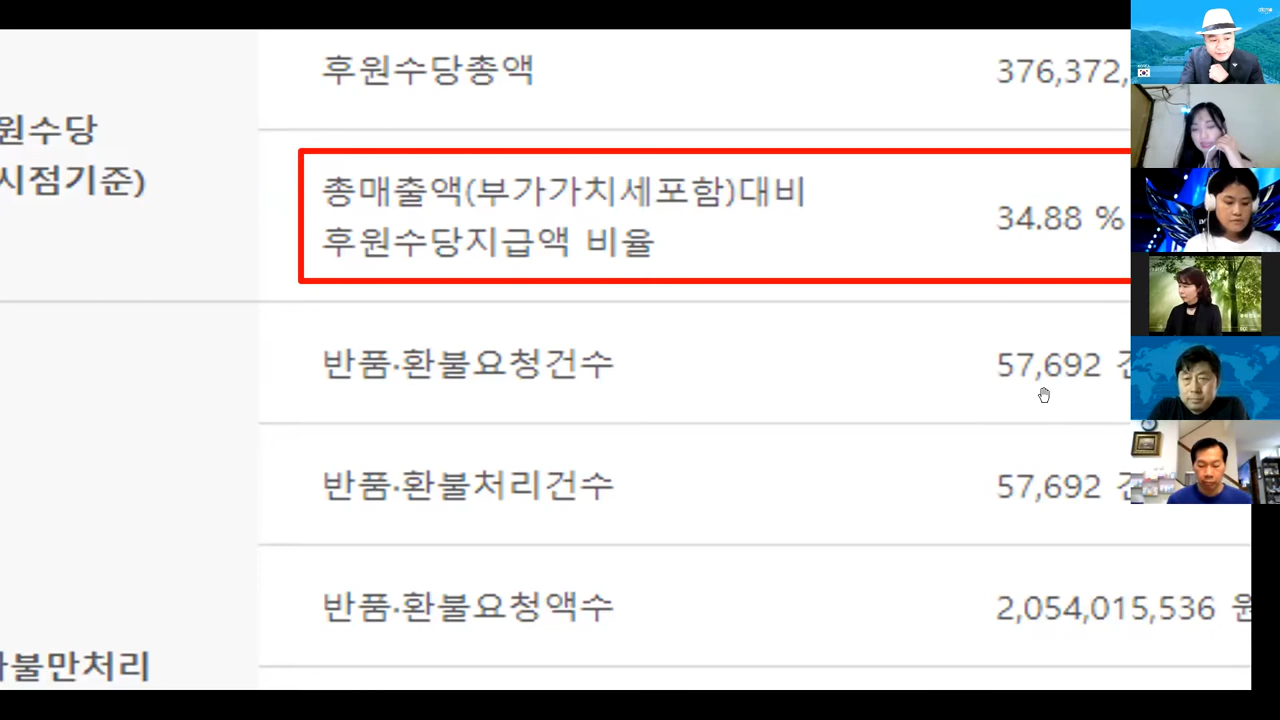 후원수당총액
376,372,
원수당
시점기준)
총매출액(부가가치세포함)대비
후원수당지급액 비율
34.88 %
반품·환불요청건수
57,692
반품·환불처리건수
57,692
반품·환불요청액수
2,054,015,536 원
불만처리